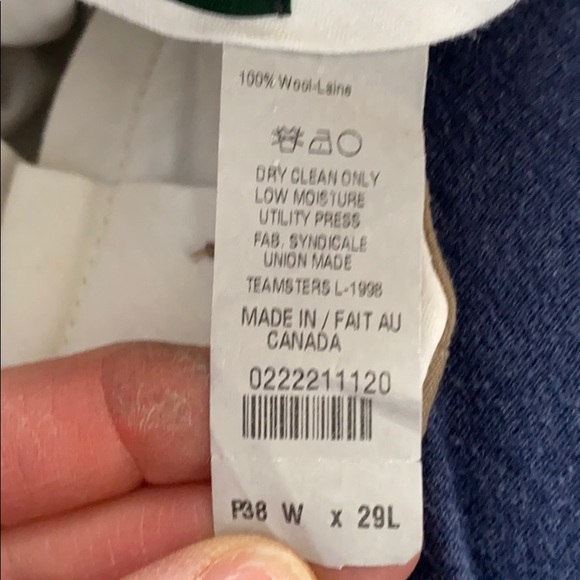 100% Wool-Laine
DRY CLEAN ONLY
LOW MOISTURE
UTILITY PRESS
FAB. SYNDICALE
UNION MADE
TEAMSTERS L-1998
MADE IN / FAIT AU
CANADA
0222211120
P38 W x 29L